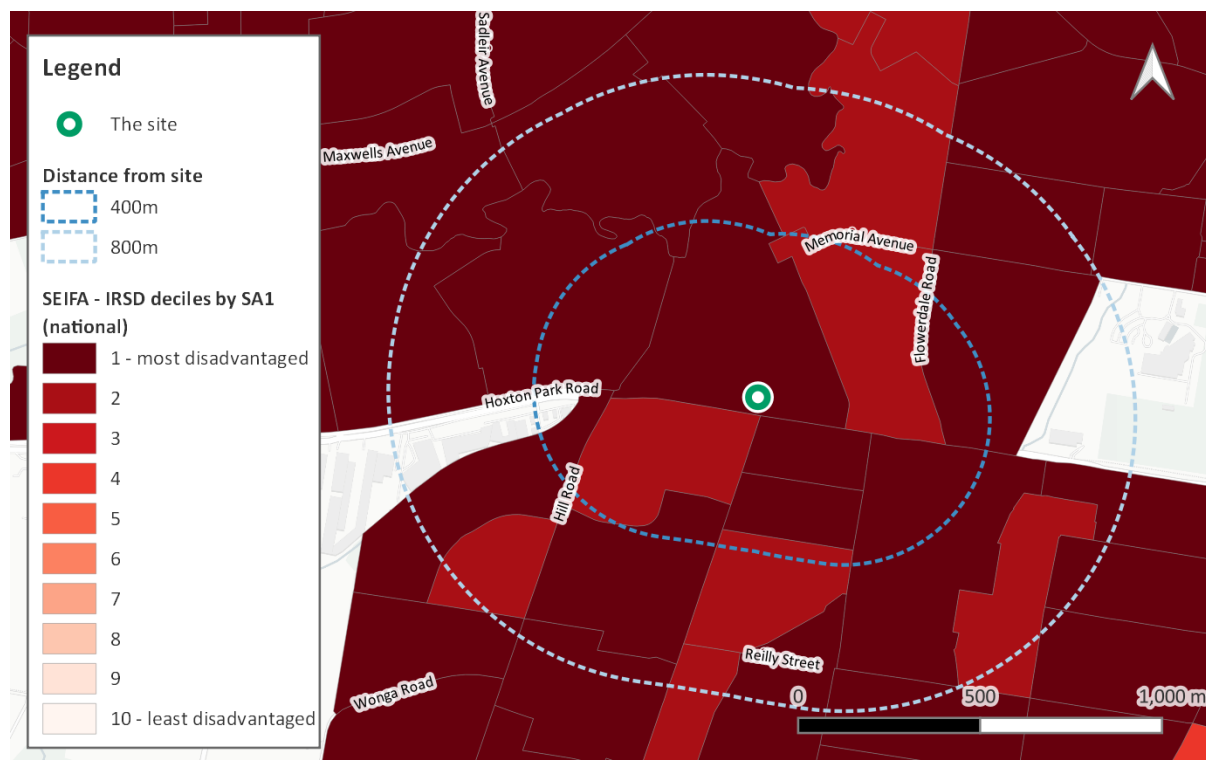 Legend
The site
Distance from site
400m
800m
SEIFA - IRSD deciles by SA1
(national)
1 - most disadvantaged
2
3
4
5
6
7
8
9
10 - least disadvantaged
Sadleir Avenue
Maxwells Avenue
Memorial Avenue
Flowerdale Road
Hoxton Park Road
Hill Road
Reilly Street
Wonga Road
0 500 1,000 m